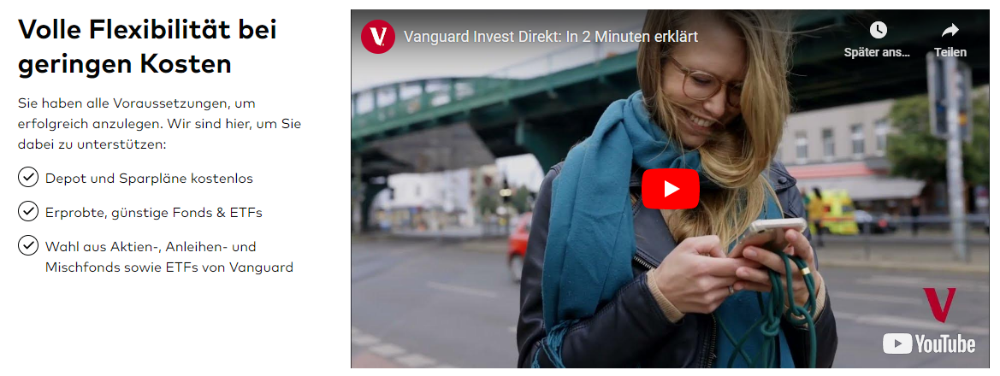 Volle Flexibilität bei
geringen Kosten
Sie haben alle Voraussetzungen, um
erfolgreich anzulegen. Wir sind hier, um Sie
dabei zu unterstützen:
Depot und Sparpläne kostenlos
Erprobte, günstige Fonds & ETFs
Wahl aus Aktien-, Anleihen- und
Mischfonds sowie ETFs von Vanguard
V
Vanguard Invest Direkt: In 2 Minuten erklärt
Später ans...
Teilen
V
YouTube